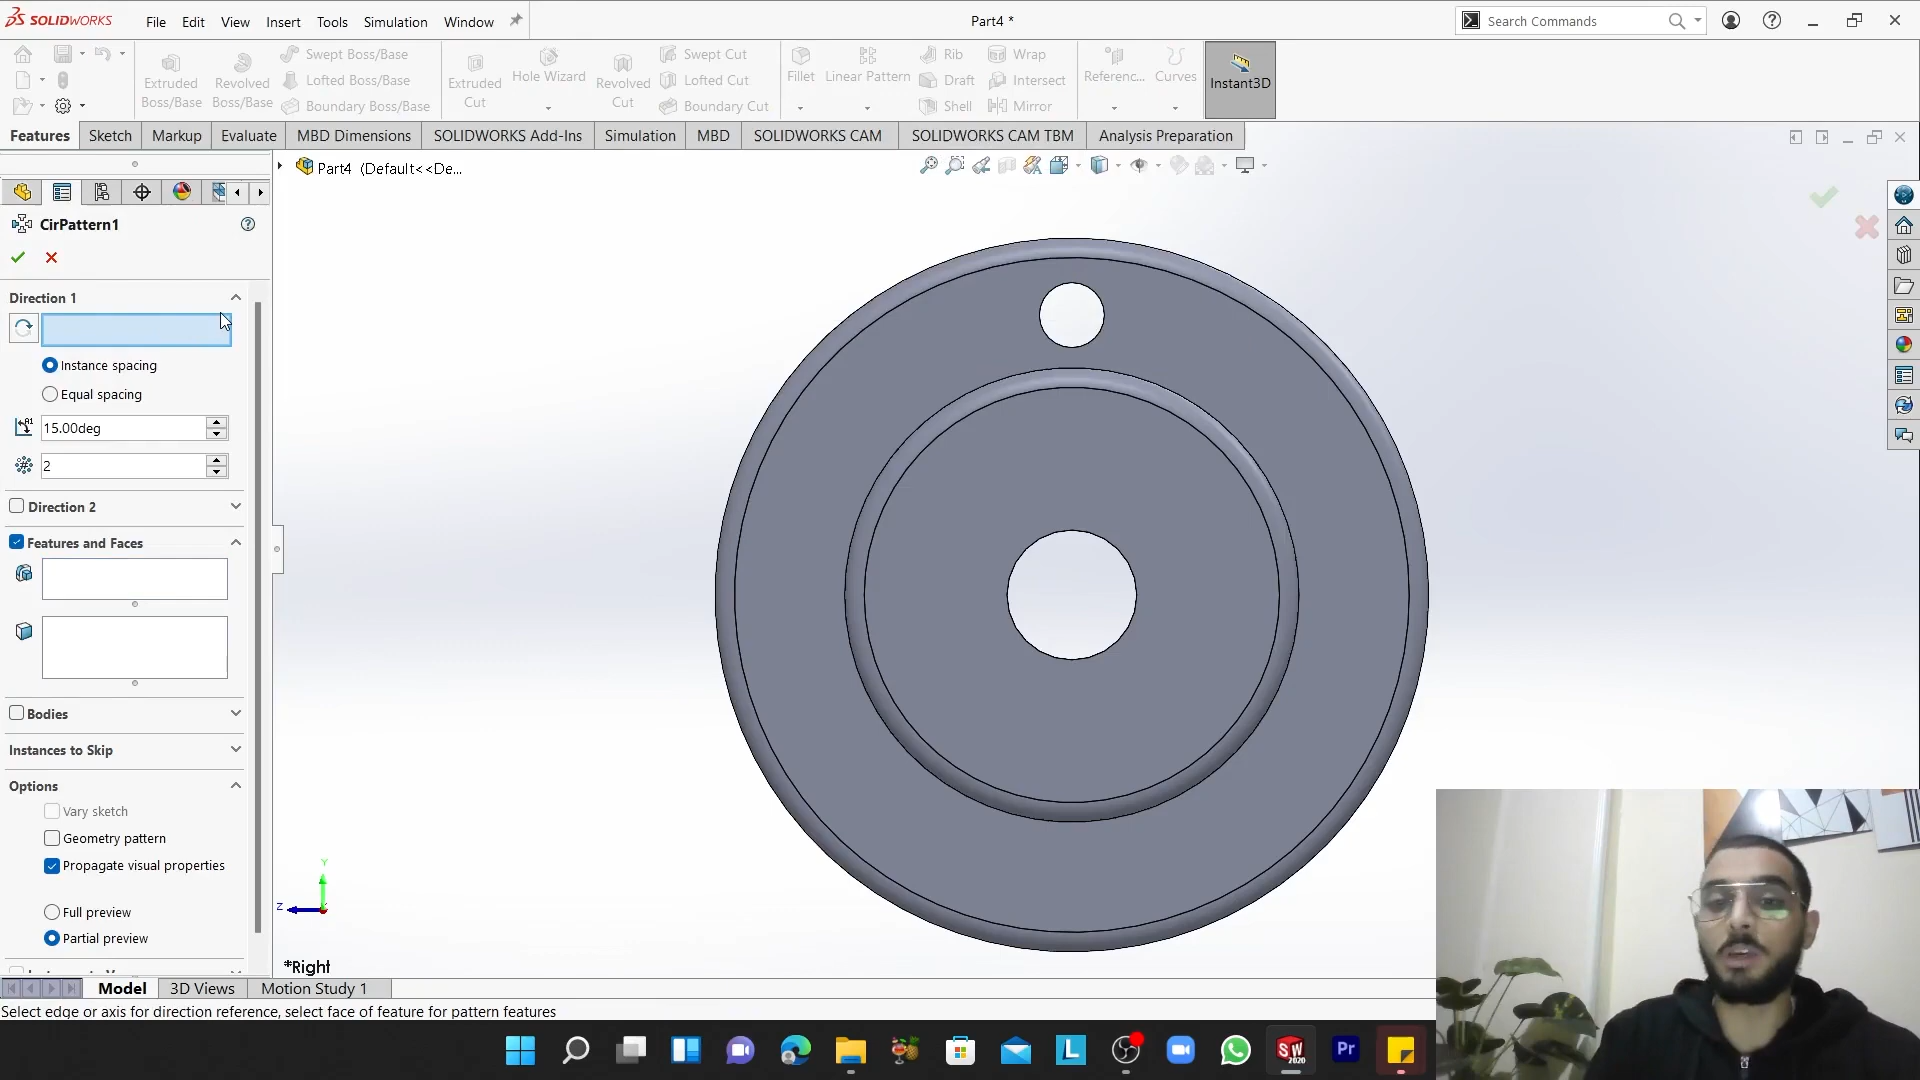 SOLIDWORKS File Edit View Insert Tools Simulation Window Part4 * Search Commands
Extruded Boss/Base
Revolved Boss/Base
Swept Boss/Base
Lofted Boss/Base
Boundary Boss/Base
Extruded Cut
Hole Wizard
Revolved Cut
Swept Cut
Lofted Cut
Boundary Cut
Fillet
Linear Pattern
Rib
Draft
Shell
Wrap
Intersect
Mirror
Referenc...
Curves
Instant3D
Features Sketch Markup Evaluate MBD Dimensions SOLIDWORKS Add-Ins Simulation MBD SOLIDWORKS CAM SOLIDWORKS CAM TBM Analysis Preparation
Part4 (Default<<De...
CirPattern1
Direction 1
Instance spacing
Equal spacing
15.00deg
2
Direction 2
Features and Faces
Bodies
Instances to Skip
Options
Vary sketch
Geometry pattern
Propagate visual properties
Full preview
Partial preview
Y
Z
*Right
Model 3D Views Motion Study 1
Select edge or axis for direction reference, select face of feature for pattern features
L
SW
2020
Pr